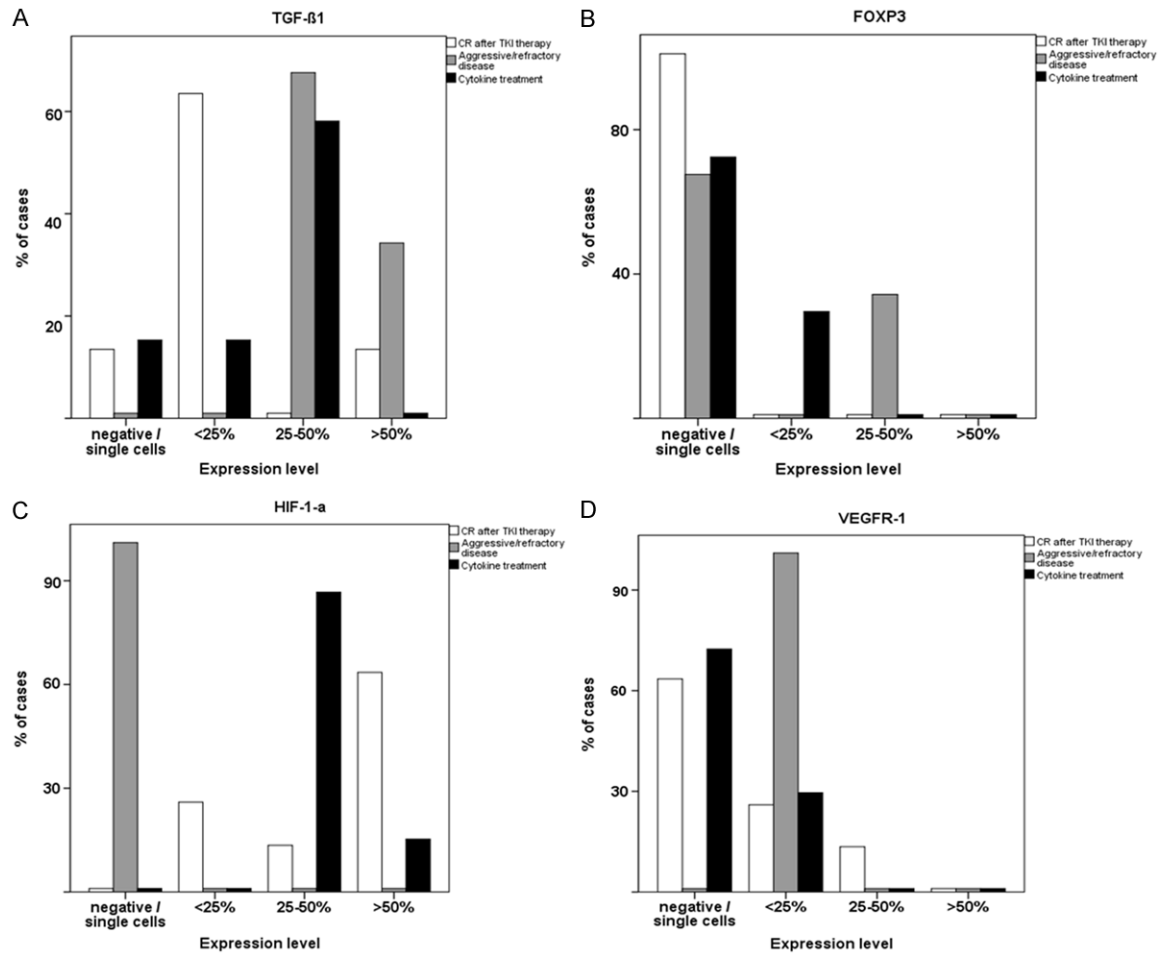 A
TGF-ß1
CR after TKI therapy
Aggressive/refractory
disease
Cytokine treatment
60
40
20
% of cases
negative /
single cells
<25%
25-50%
>50%
Expression level
B
FOXP3
CR after TKI therapy
Aggressive/refractory
disease
Cytokine treatment
80
40
% of cases
negative /
single cells
<25%
25-50%
>50%
Expression level
C
HIF-1-a
CR after TKI therapy
Aggressive/refractory
disease
Cytokine treatment
90
60
30
% of cases
negative /
single cells
<25%
25-50%
>50%
Expression level
D
VEGFR-1
CR after TKI therapy
Aggressive/refractory
disease
Cytokine treatment
90
60
30
% of cases
negative /
single cells
<25%
25-50%
>50%
Expression level